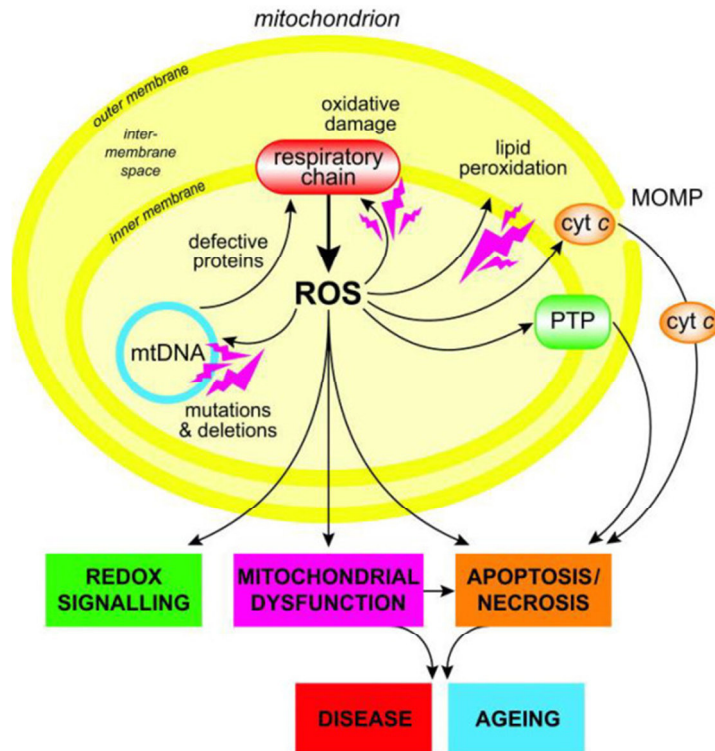 mitochondrion
outer membrane
inter-
membrane
space
inner membrane
oxidative
damage
respiratory
chain
lipid
peroxidation
MOMP
cyt c
defective
proteins
ROS
cyt c
PTP
mtDNA
mutations
& deletions
REDOX
SIGNALLING
MITOCHONDRIAL
DYSFUNCTION
APOPTOSIS/
NECROSIS
DISEASE
AGEING